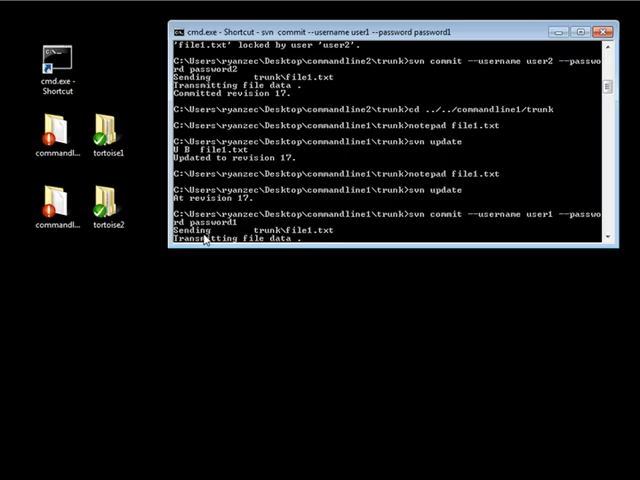 cmd.exe - Shortcut - svn  commit --username user1 --password password1
'file1.txt' locked by user 'user2'.
C:\Users\ryanzec\Desktop\commandline2\trunk>svn commit --username user2 --passwo
rd password2
Sending        trunk\file1.txt
Transmitting file data .
Committed revision 17.
C:\Users\ryanzec\Desktop\commandline2\trunk>cd ../../commandline1/trunk
C:\Users\ryanzec\Desktop\commandline1\trunk>notepad file1.txt
C:\Users\ryanzec\Desktop\commandline1\trunk>svn update
U B  file1.txt
Updated to revision 17.
C:\Users\ryanzec\Desktop\commandline1\trunk>notepad file1.txt
C:\Users\ryanzec\Desktop\commandline1\trunk>svn update
At revision 17.
C:\Users\ryanzec\Desktop\commandline1\trunk>svn commit --username user1 --passwo
rd password1
Sending        trunk\file1.txt
Transmitting file data .
cmd.exe -
Shortcut
commandl...
tortoise1
commandl...
tortoise2